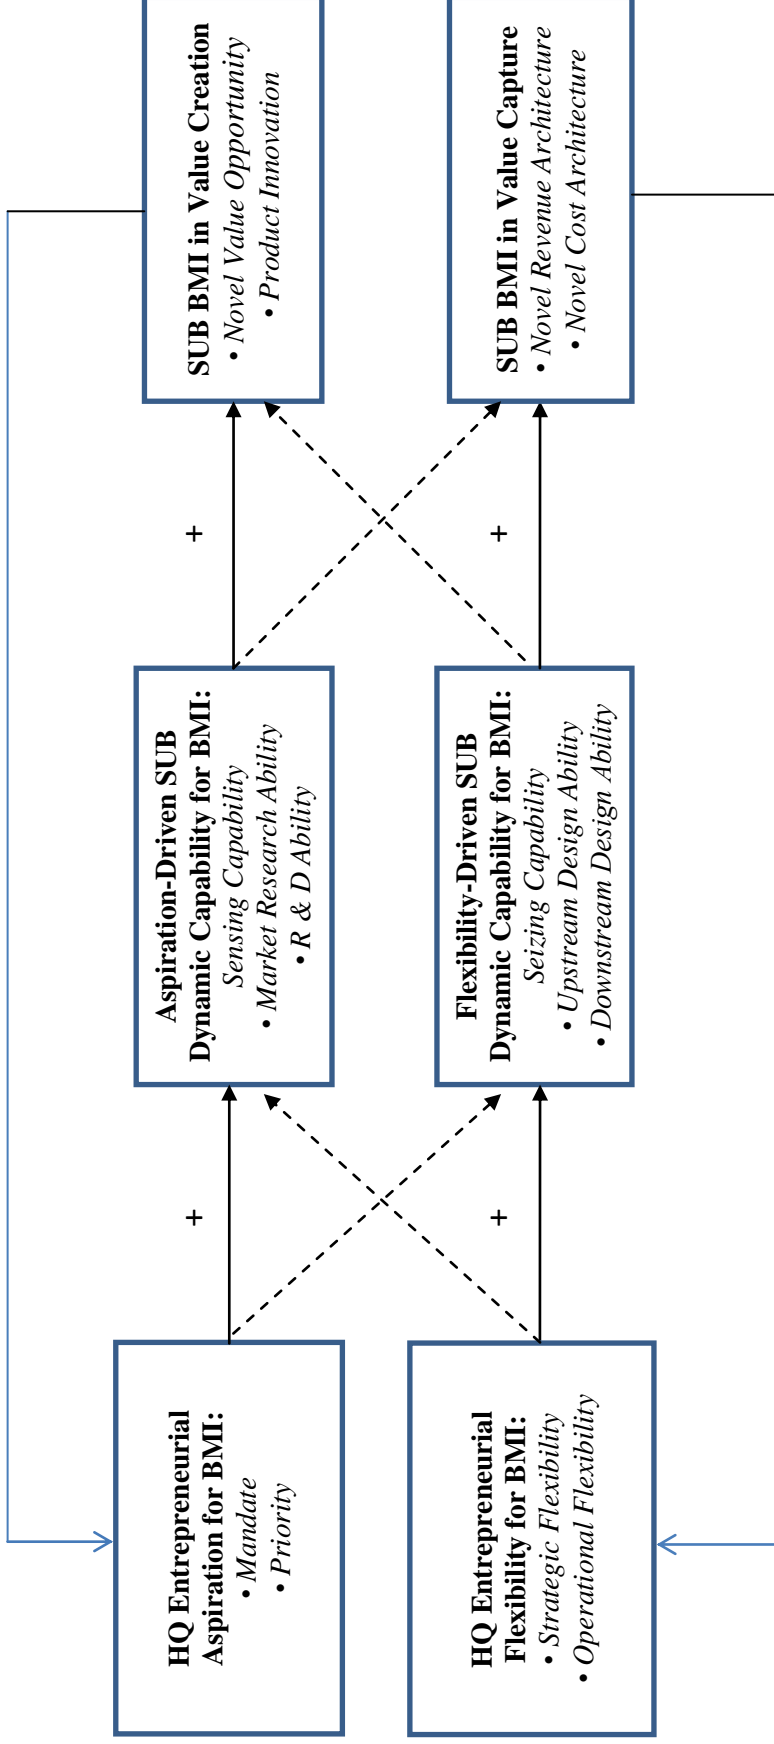 HQ Entrepreneurial
Aspiration for BMI:
• Mandate
• Priority
HQ Entrepreneurial
Flexibility for BMI:
• Strategic Flexibility
• Operational Flexibility
+
+
Aspiration-Driven SUB
Dynamic Capability for BMI:
Sensing Capability
• Market Research Ability
• R & D Ability
Flexibility-Driven SUB
Dynamic Capability for BMI:
Seizing Capability
• Upstream Design Ability
• Downstream Design Ability
+
+
SUB BMI in Value Creation
• Novel Value Opportunity
• Product Innovation
SUB BMI in Value Capture
• Novel Revenue Architecture
• Novel Cost Architecture